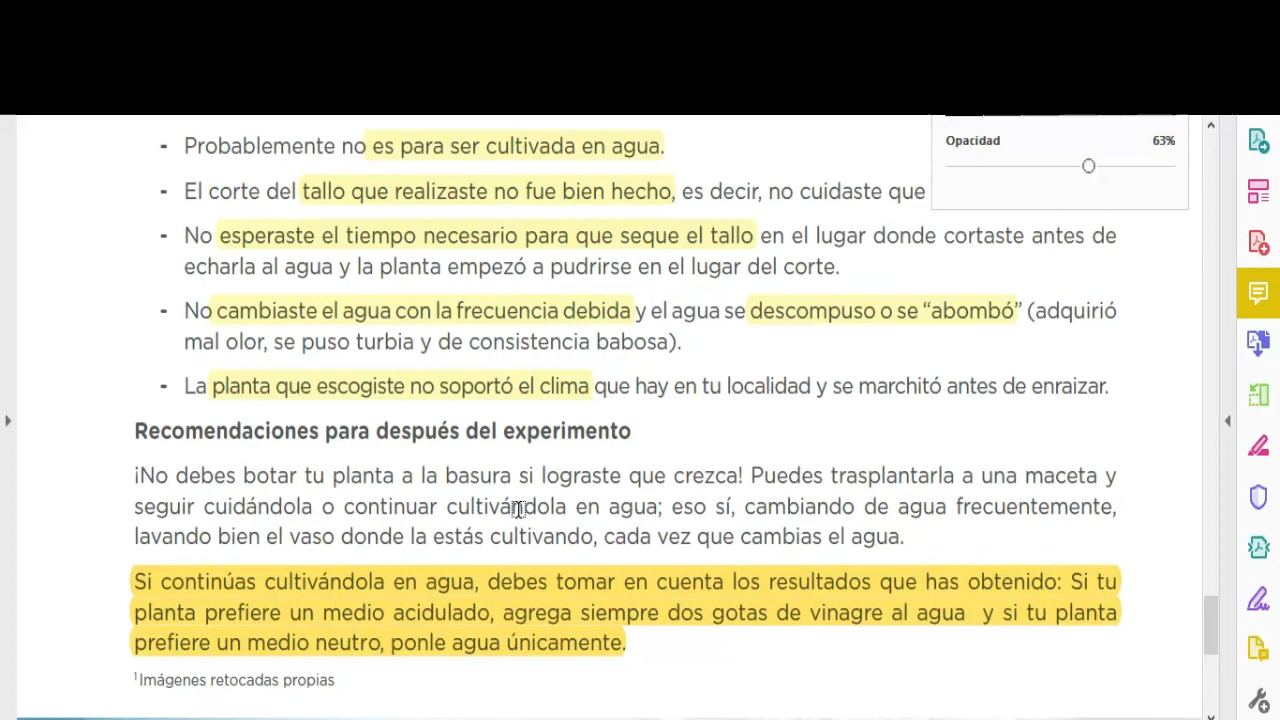 Opacidad 63%
- Probablemente no es para ser cultivada en agua.
- El corte del tallo que realizaste no fue bien hecho, es decir, no cuidaste que
- No esperaste el tiempo necesario para que seque el tallo en el lugar donde cortaste antes de
echarla al agua y la planta empezó a pudrirse en el lugar del corte.
- No cambiaste el agua con la frecuencia debida y el agua se descompuso o se “abombó” (adquirió
mal olor, se puso turbia y de consistencia babosa).
- La planta que escogiste no soportó el clima que hay en tu localidad y se marchitó antes de enraizar.
Recomendaciones para después del experimento
¡No debes botar tu planta a la basura si lograste que crezca! Puedes trasplantarla a una maceta y
seguir cuidándola o continuar cultivándola en agua; eso sí, cambiando de agua frecuentemente,
lavando bien el vaso donde la estás cultivando, cada vez que cambias el agua.
Si continúas cultivándola en agua, debes tomar en cuenta los resultados que has obtenido: Si tu
planta prefiere un medio acidulado, agrega siempre dos gotas de vinagre al agua y si tu planta
prefiere un medio neutro, ponle agua únicamente.
1 Imágenes retocadas propias